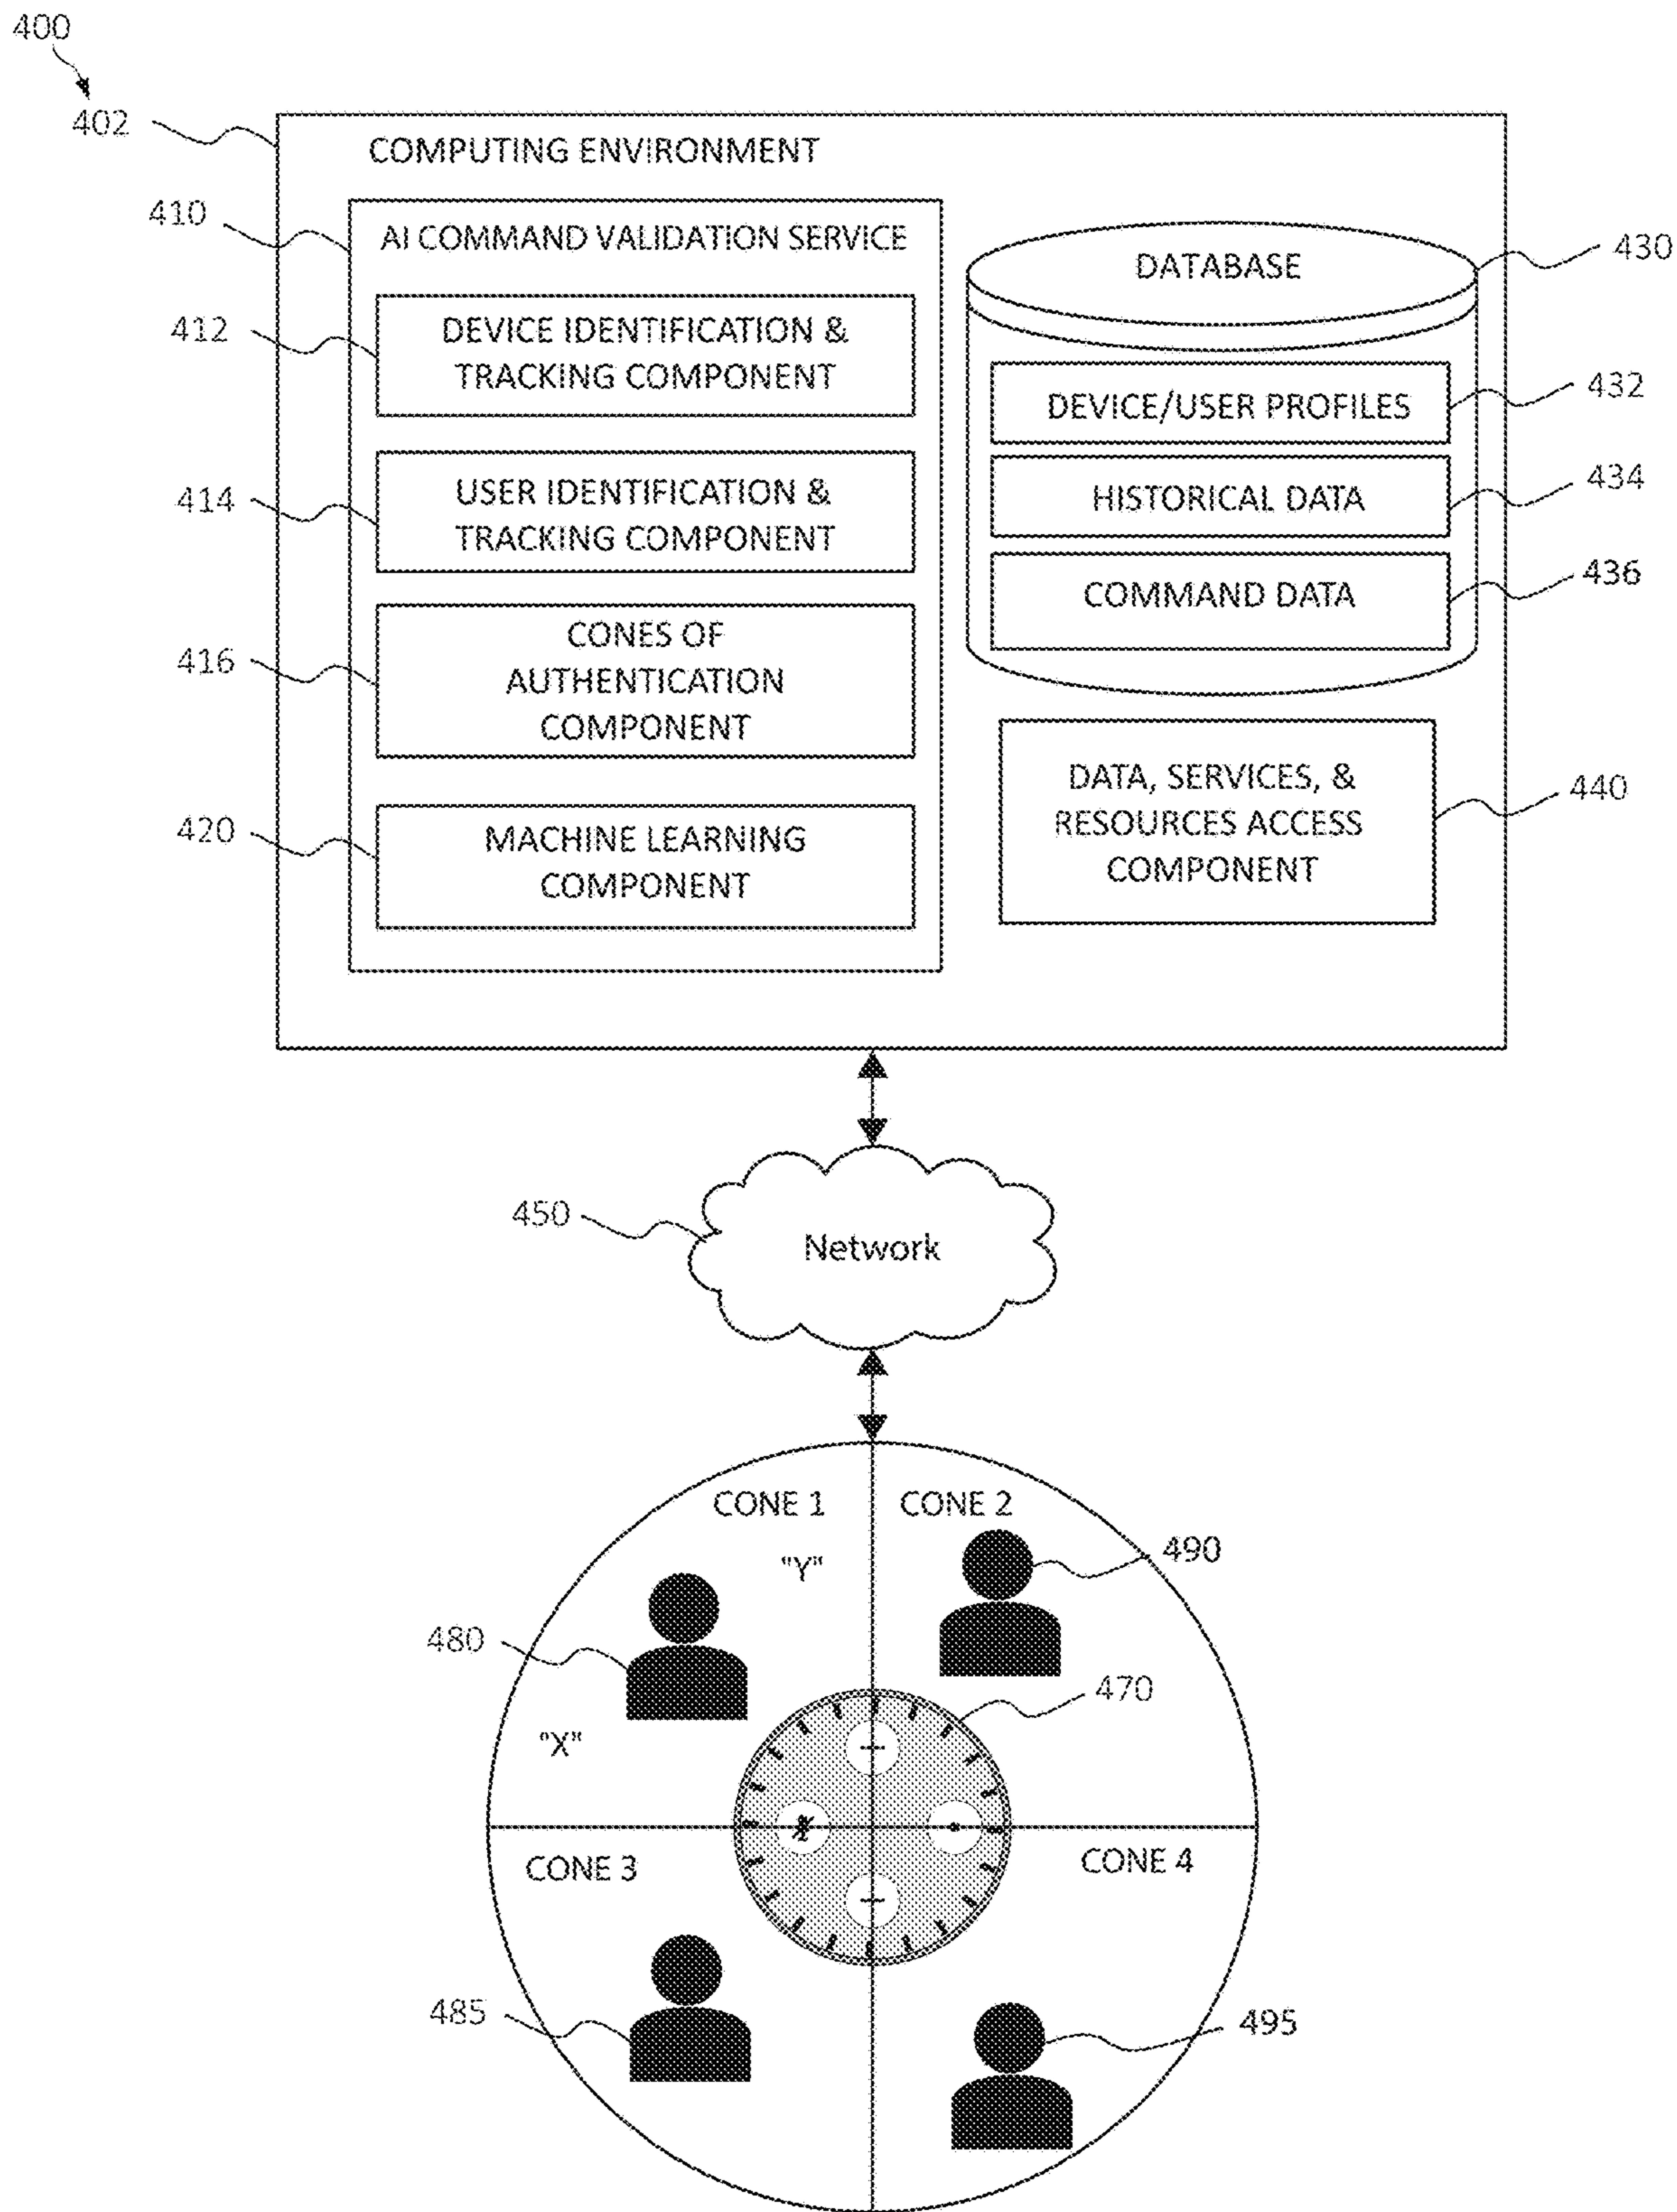 400
402
COMPUTING ENVIRONMENT
410
AI COMMAND VALIDATION SERVICE
412
DEVICE IDENTIFICATION &
TRACKING COMPONENT
414
USER IDENTIFICATION &
TRACKING COMPONENT
416
CONES OF
AUTHENTICATION
COMPONENT
420
MACHINE LEARNING
COMPONENT
DATABASE
430
DEVICE/USER PROFILES
432
HISTORICAL DATA
434
COMMAND DATA
436
DATA, SERVICES, &
RESOURCES ACCESS
COMPONENT
440
450
Network
CONE 1
CONE 2
"Y"
490
480
470
"X"
CONE 3
CONE 4
485
495